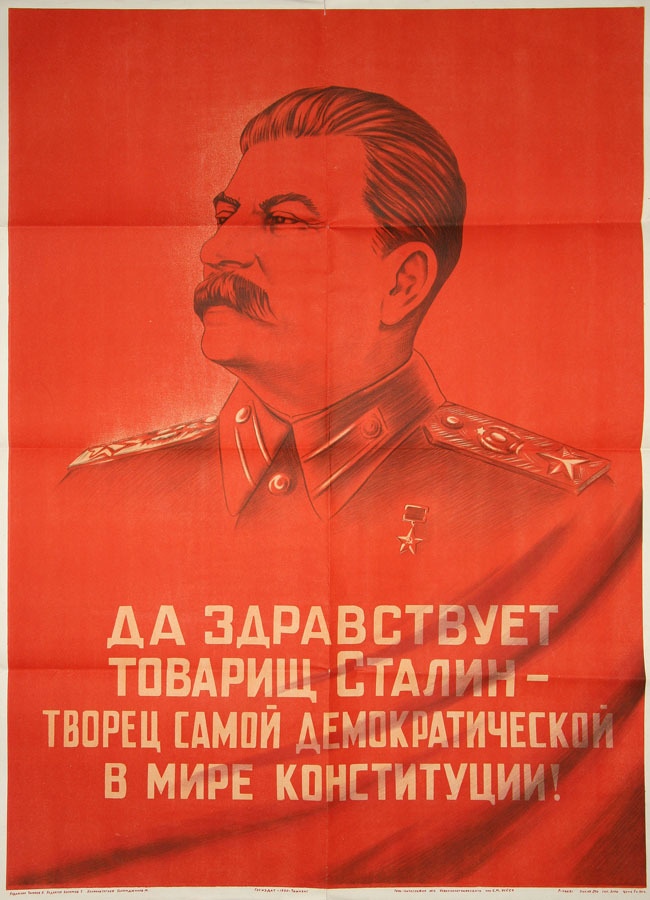 ДА ЗДРАВСТВУЕТ
ТОВАРИЩ СТАЛИН –
ТВОРЕЦ САМОЙ ДЕМОКРАТИЧЕСКОЙ
В МИРЕ КОНСТИТУЦИИ!